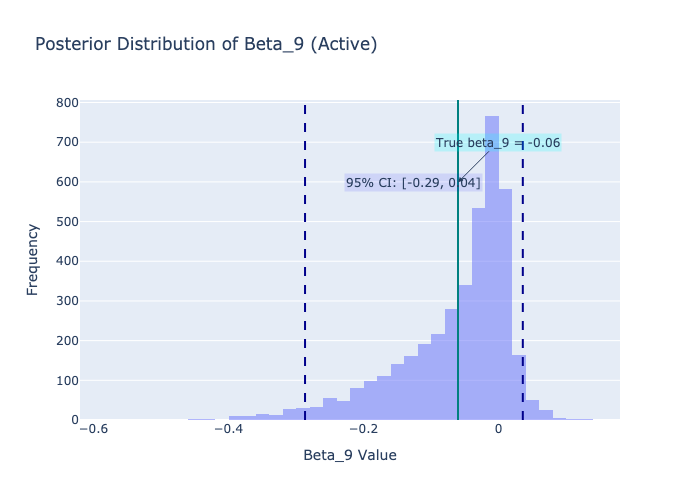 Posterior Distribution of Beta_9 (Active)
800
700
600
500
400
300
200
100
0
Frequency
True beta_9 = -0.06
95% CI: [-0.29, 0.04]
−0.6
−0.4
−0.2
0
Beta_9 Value